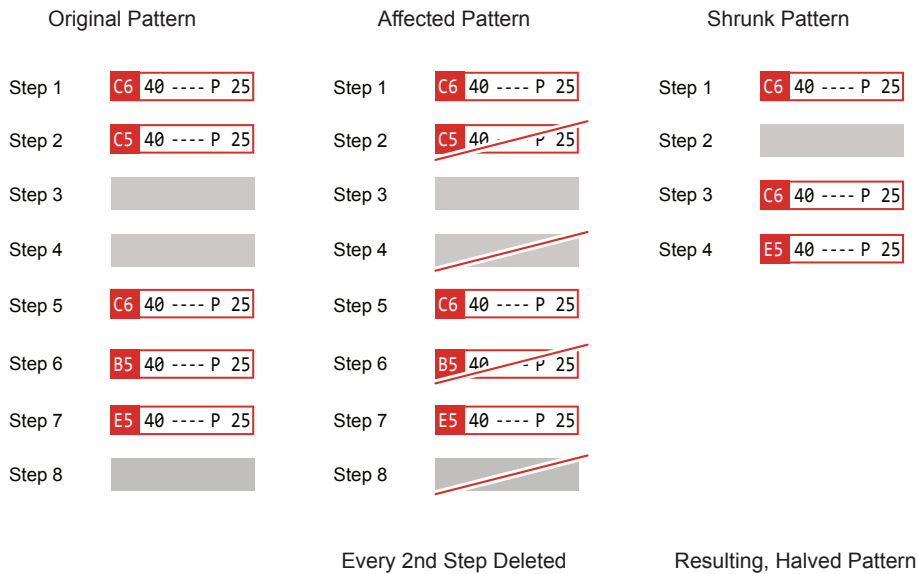 Original Pattern Affected Pattern Shrunk Pattern
Step 1 C6 40 ---- P 25 Step 1 C6 40 ---- P 25 Step 1 C6 40 ---- P 25
Step 2 C5 40 ---- P 25 Step 2 C5 40 ---- P 25 Step 2
Step 3 Step 3 Step 3 C6 40 ---- P 25
Step 4 Step 4 Step 4 E5 40 ---- P 25
Step 5 C6 40 ---- P 25 Step 5 C6 40 ---- P 25
Step 6 B5 40 ---- P 25 Step 6 B5 40 ---- P 25
Step 7 E5 40 ---- P 25 Step 7 E5 40 ---- P 25
Step 8 Step 8
Every 2nd Step Deleted Resulting, Halved Pattern